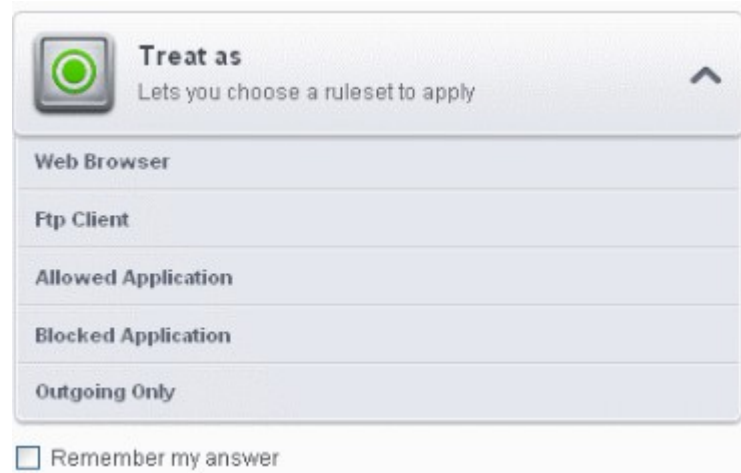 Treat as
Lets you choose a ruleset to apply
Web Browser
Ftp Client
Allowed Application
Blocked Application
Outgoing Only
Remember my answer